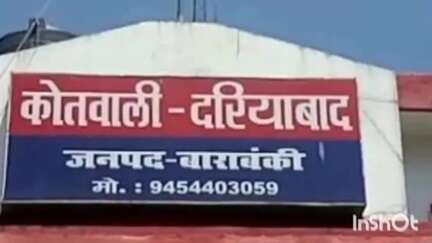 कोतवाली - दरियाबाद
जनपद-बाराबंकी
मो. : 9454403059
InShOt